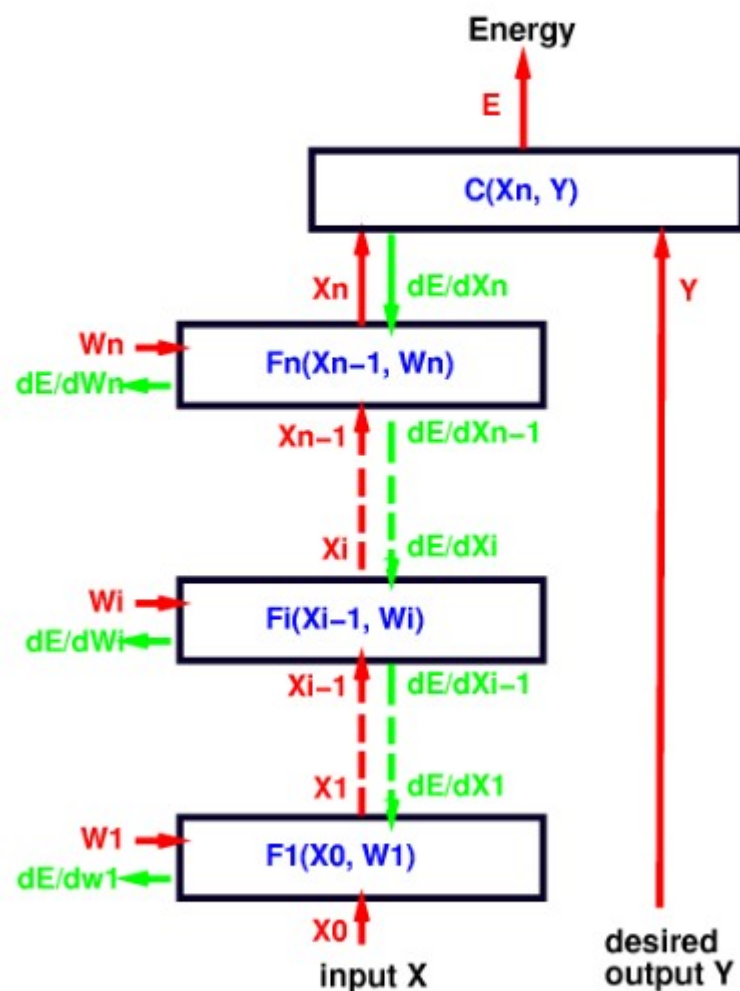 Energy
E
C(Xn, Y)
Xn
dE/dXn
Y
Wn
Fn(Xn−1, Wn)
dE/dWn
Xn−1
dE/dXn−1
Xi
dE/dXi
Wi
Fi(Xi−1, Wi)
dE/dWi
Xi−1
dE/dXi−1
X1
dE/dX1
W1
F1(X0, W1)
dE/dw1
X0
input X
desired
output Y